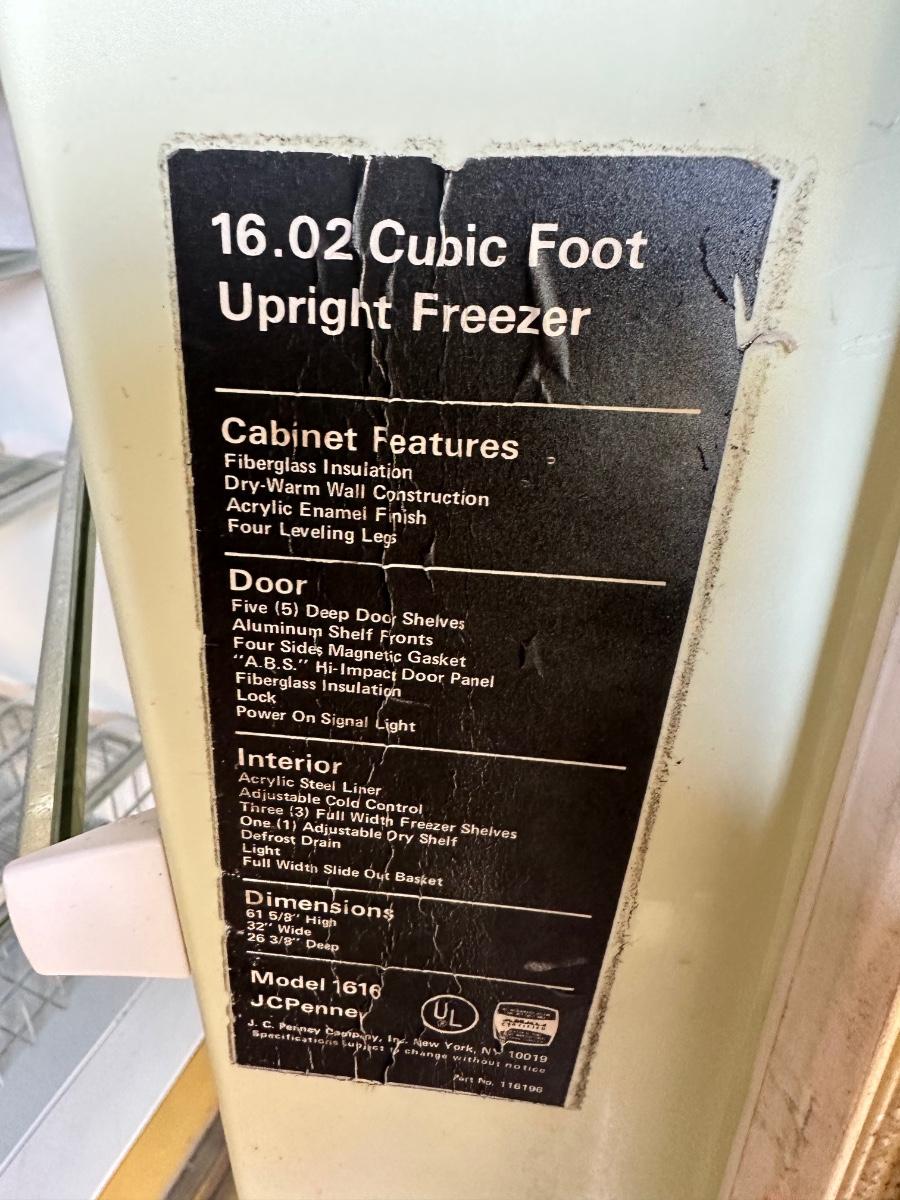 16.02 Cubic Foot
Upright Freezer
Cabinet Features
Fiberglass Insulation
Dry-Warm Wall Construction
Acrylic Enamel Finish
Four Leveling Legs
Door
Five (5) Deep Door Shelves
Aluminum Shelf Fronts
Four Sides Magnetic Gasket
"A.B.S." Hi-Impact Door Panel
Fiberglass Insulation
Lock
Power On Signal Light
Interior
Acrylic Steel Liner
Adjustable Cold Control
Three (3) Full Width Freezer Shelves
One (1) Adjustable Dry Shelf
Defrost Drain
Light
Full Width Slide Out Basket
Dimensions
61 5/8" High
32" Wide
26 3/8" Deep
Model 1616
JCPenney
UL
J. C. Penney Company, Inc. New York, NY 10019
Specifications subject to change without notice
Part No. 116196